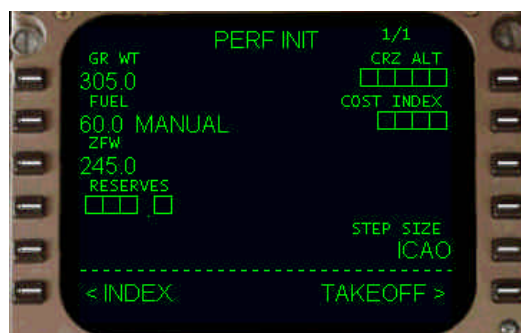 PERF INIT 1/1
GR WT CRZ ALT
305.0
FUEL COST INDEX
60.0 MANUAL
ZFW
245.0
RESERVES
STEP SIZE
ICAO
< INDEX TAKEOFF >